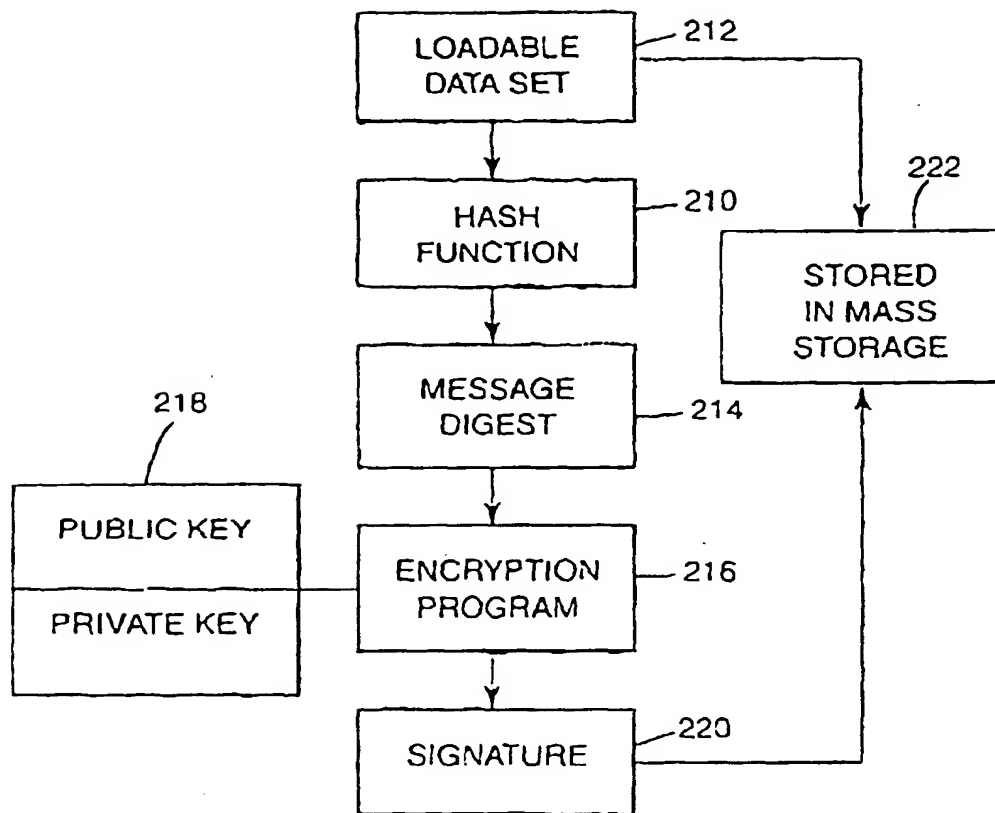 LOADABLE
DATA SET
212
HASH
FUNCTION
210
222
STORED
IN MASS
STORAGE
MESSAGE
DIGEST
214
218
PUBLIC KEY
PRIVATE KEY
ENCRYPTION
PROGRAM
216
SIGNATURE
220